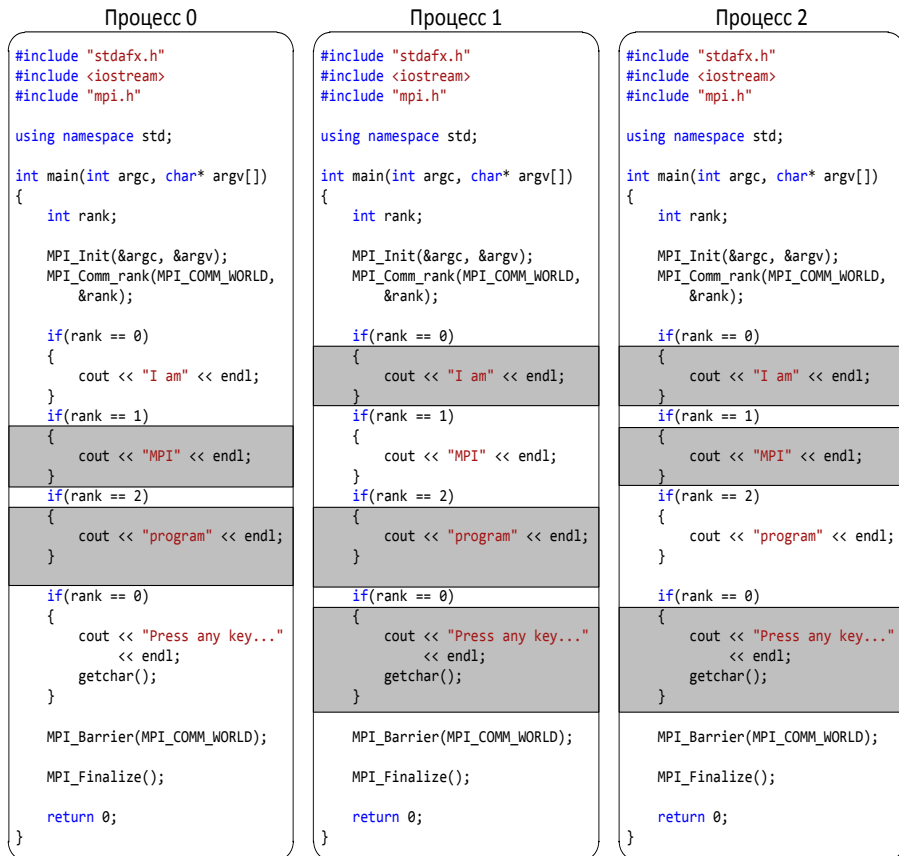 Процесс 0
#include "stdafx.h"
#include <iostream>
#include "mpi.h"
using namespace std;
int main(int argc, char* argv[])
{
int rank;
MPI_Init(&argc, &argv);
MPI_Comm_rank(MPI_COMM_WORLD,
&rank);
if(rank == 0)
{
cout << "I am" << endl;
}
if(rank == 1)
{
cout << "MPI" << endl;
}
if(rank == 2)
{
cout << "program" << endl;
}
if(rank == 0)
{
cout << "Press any key..."
<< endl;
getchar();
}
MPI_Barrier(MPI_COMM_WORLD);
MPI_Finalize();
return 0;
}
Процесс 1
#include "stdafx.h"
#include <iostream>
#include "mpi.h"
using namespace std;
int main(int argc, char* argv[])
{
int rank;
MPI_Init(&argc, &argv);
MPI_Comm_rank(MPI_COMM_WORLD,
&rank);
if(rank == 0)
{
cout << "I am" << endl;
}
if(rank == 1)
{
cout << "MPI" << endl;
}
if(rank == 2)
{
cout << "program" << endl;
}
if(rank == 0)
{
cout << "Press any key..."
<< endl;
getchar();
}
MPI_Barrier(MPI_COMM_WORLD);
MPI_Finalize();
return 0;
}
Процесс 2
#include "stdafx.h"
#include <iostream>
#include "mpi.h"
using namespace std;
int main(int argc, char* argv[])
{
int rank;
MPI_Init(&argc, &argv);
MPI_Comm_rank(MPI_COMM_WORLD,
&rank);
if(rank == 0)
{
cout << "I am" << endl;
}
if(rank == 1)
{
cout << "MPI" << endl;
}
if(rank == 2)
{
cout << "program" << endl;
}
if(rank == 0)
{
cout << "Press any key..."
<< endl;
getchar();
}
MPI_Barrier(MPI_COMM_WORLD);
MPI_Finalize();
return 0;
}